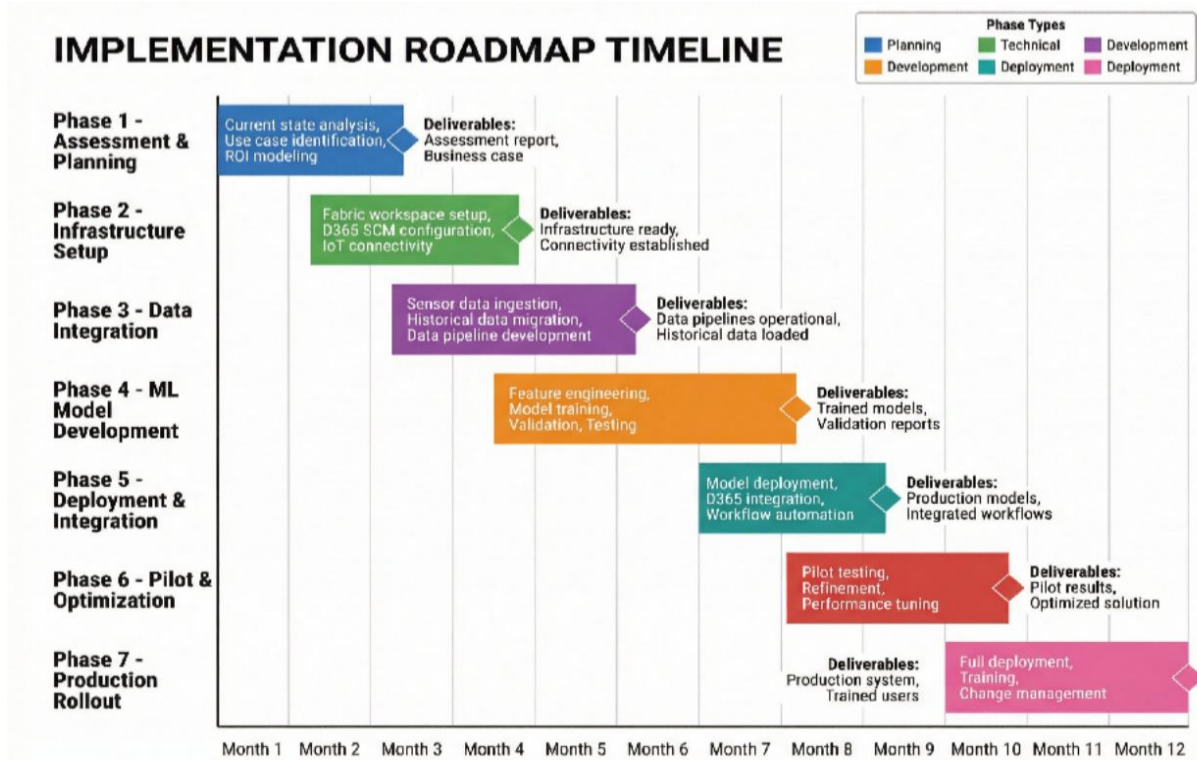 IMPLEMENTATION ROADMAP TIMELINE
Phase Types
Planning
Technical
Development
Development
Deployment
Deployment
Phase 1 -
Assessment &
Planning
Current state analysis,
Use case identification,
ROI modeling
Deliverables:
Assessment report,
Business case
Phase 2 -
Infrastructure
Setup
Fabric workspace setup,
D365 SCM configuration,
IoT connectivity
Deliverables:
Infrastructure ready,
Connectivity established
Phase 3 - Data
Integration
Sensor data ingestion,
Historical data migration,
Data pipeline development
Deliverables:
Data pipelines operational,
Historical data loaded
Phase 4 - ML
Model
Development
Feature engineering,
Model training,
Validation, Testing
Deliverables:
Trained models,
Validation reports
Phase 5 -
Deployment &
Integration
Model deployment,
D365 integration,
Workflow automation
Deliverables:
Production models,
Integrated workflows
Phase 6 - Pilot &
Optimization
Pilot testing,
Refinement,
Performance tuning
Deliverables:
Pilot results,
Optimized solution
Phase 7 -
Production
Rollout
Deliverables:
Production system,
Trained users
Full deployment,
Training,
Change management
Month 1 Month 2 Month 3 Month 4 Month 5 Month 6 Month 7 Month 8 Month 9 Month 10 Month 11 Month 12